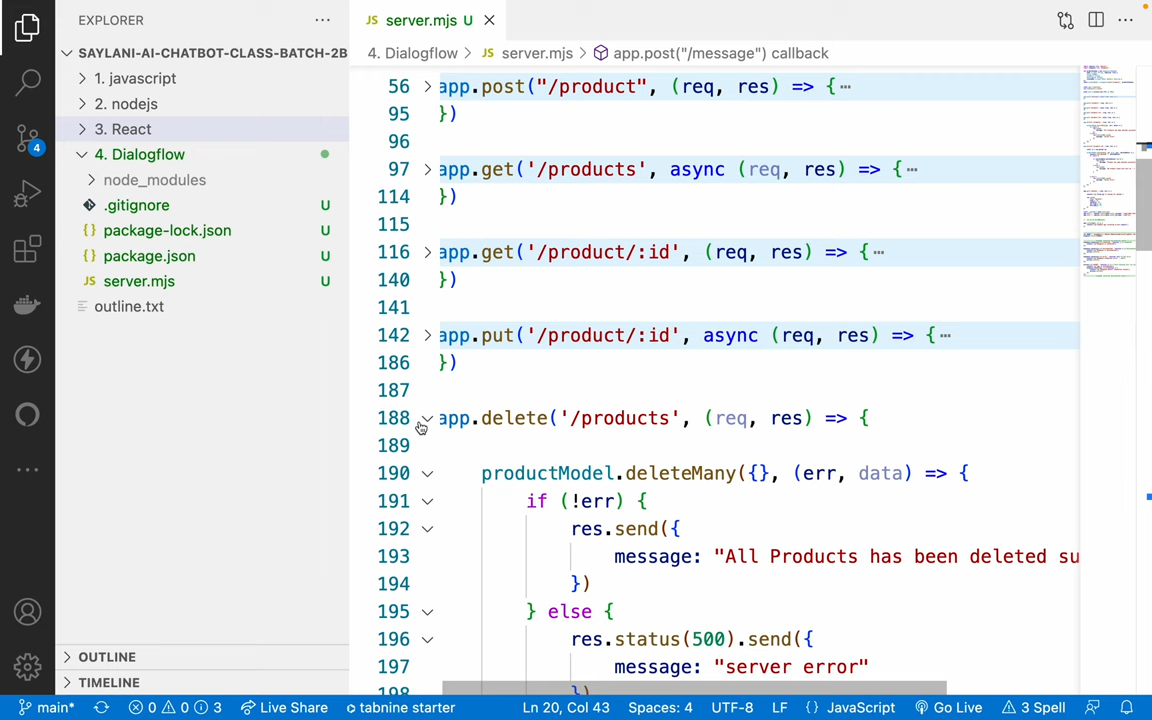 EXPLORER
SAYLANI-AI-CHATBOT-CLASS-BATCH-2B
1. javascript
2. nodejs
3. React
4. Dialogflow
node_modules
.gitignore U
{} package-lock.json U
{} package.json U
JS server.mjs U
outline.txt
OUTLINE
TIMELINE
4
JS server.mjs U
4. Dialogflow > JS server.mjs > app.post("/message") callback
56 app.post("/product", (req, res) => {…
95 })
96
97 app.get('/products', async (req, res) => {…
114 })
115
116 app.get('/product/:id', (req, res) => {…
140 })
141
142 app.put('/product/:id', async (req, res) => {…
186 })
187
188 app.delete('/products', (req, res) => {
189
190 productModel.deleteMany({}, (err, data) => {
191 if (!err) {
192 res.send({
193 message: "All Products has been deleted su
194 })
195 } else {
196 res.status(500).send({
197 message: "server error"
198 })
main* 0 0 3 Live Share tabnine starter Ln 20, Col 43 Spaces: 4 UTF-8 LF {} JavaScript Go Live 3 Spell